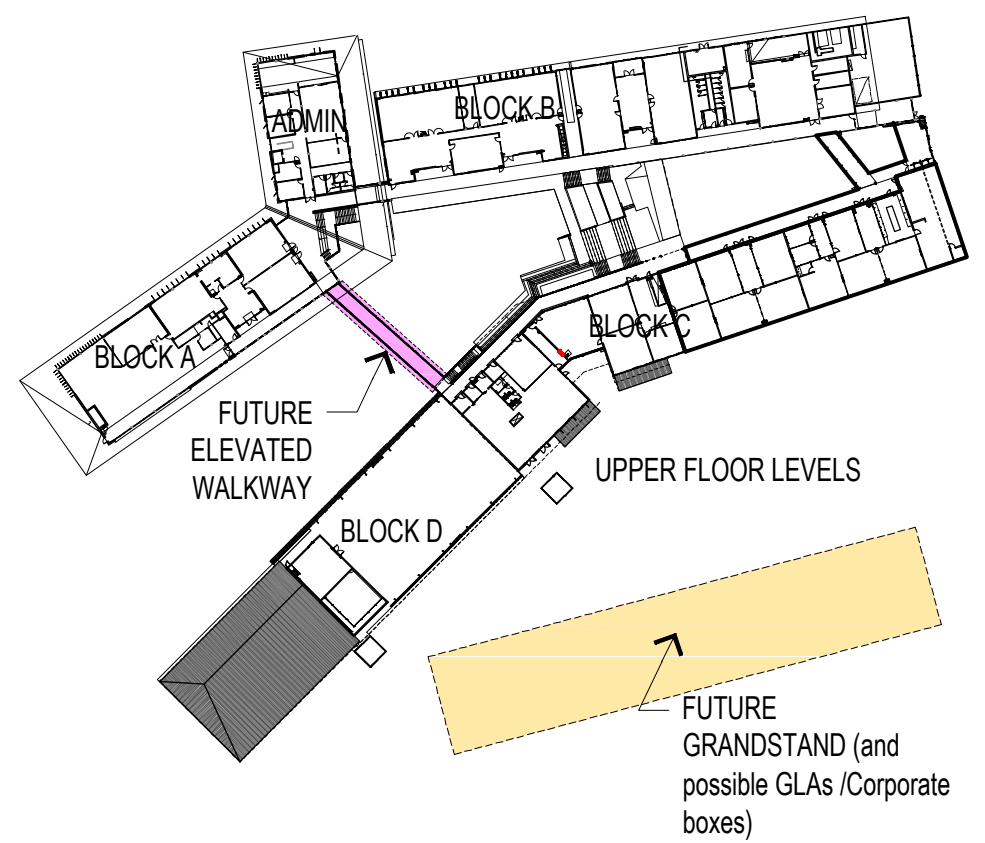 ADMIN
BLOCK B
BLOCK C
BLOCK A
FUTURE
ELEVATED
WALKWAY
UPPER FLOOR LEVELS
BLOCK D
FUTURE
GRANDSTAND (and
possible GLAs /Corporate
boxes)